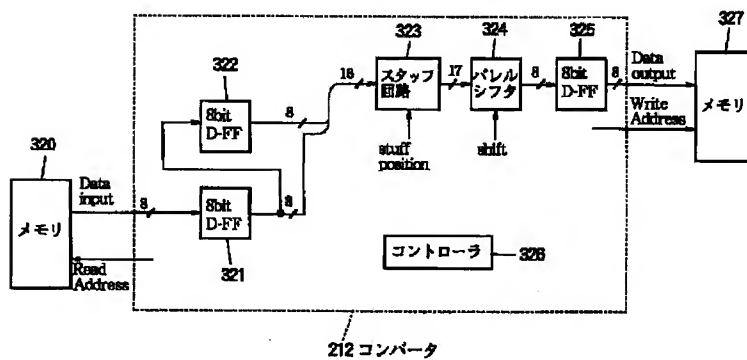 320
メモリ
Data
input
8
Read
Address
322
8bit
D-FF
8
8bit
D-FF
8
321
16
323
スタッフ
回路
stuff
position
17
324
バレル
シフタ
shift
8
325
8bit
D-FF
8
Data
output
Write
Address
327
メモリ
コントローラ
326
212 コンバータ